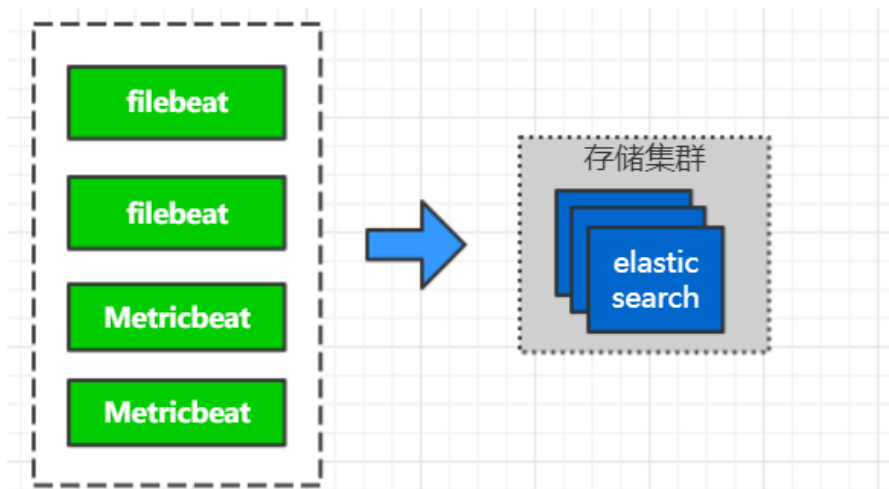 filebeat
filebeat
Metricbeat
Metricbeat
存储集群
elastic
search